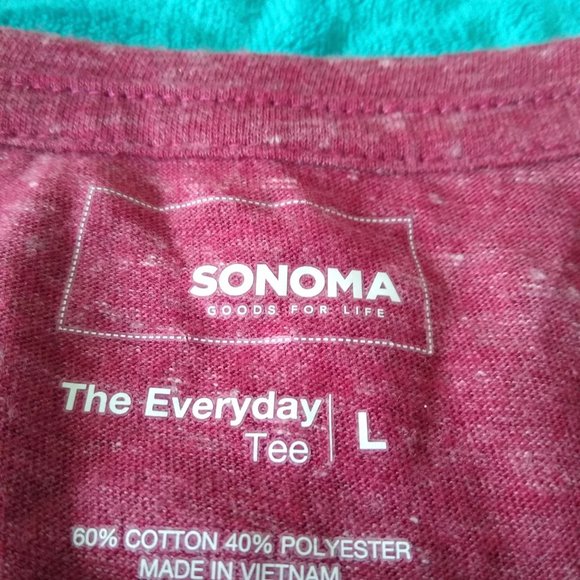 SONOMA
GOODS FOR LIFE
The Everyday
Tee
L
60% COTTON 40% POLYESTER
MADE IN VIETNAM